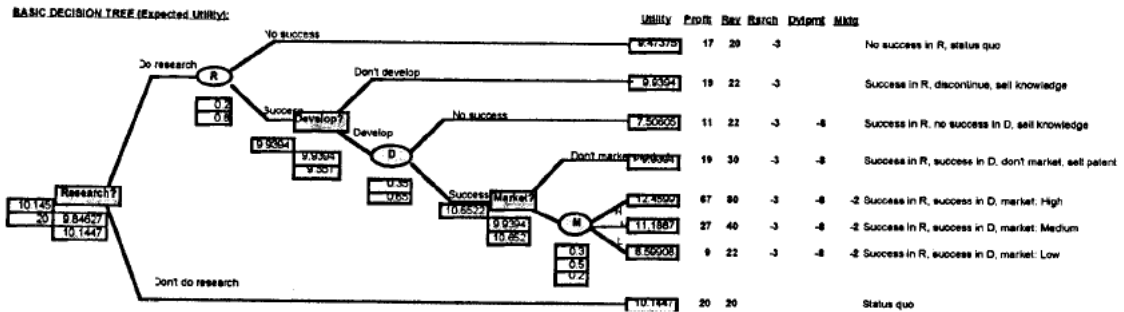 BASIC DECISION TREE (Expected Utility):
Utility Profit Rev Rsrch Dvlpmt Mktg
No success 9.47375 17 20 -3 No success in R, status quo
Do research R
Don't develop 9.9394 19 22 -3 Success in R, discontinue, sell knowledge
0.2
0.8
Success Develop?
No success 7.50605 11 22 -3 -8 Success in R, no success in D, sell knowledge
Develop
9.9394
9.9394
9.557
D
Don't market 9.9394 19 30 -3 -8 Success in R, success in D, don't market, sell patent
0.35
0.65
Research?
10.145
20 9.84627
10.1447
Success Market?
10.6522
9.9394
10.652
M
H 12.4599 67 80 -3 -8 -2 Success in R, success in D, market: High
11.1887 27 40 -3 -8 -2 Success in R, success in D, market: Medium
L 8.59908 9 22 -3 -8 -2 Success in R, success in D, market: Low
0.3
0.5
0.2
Don't do research 10.1447 20 20 Status quo